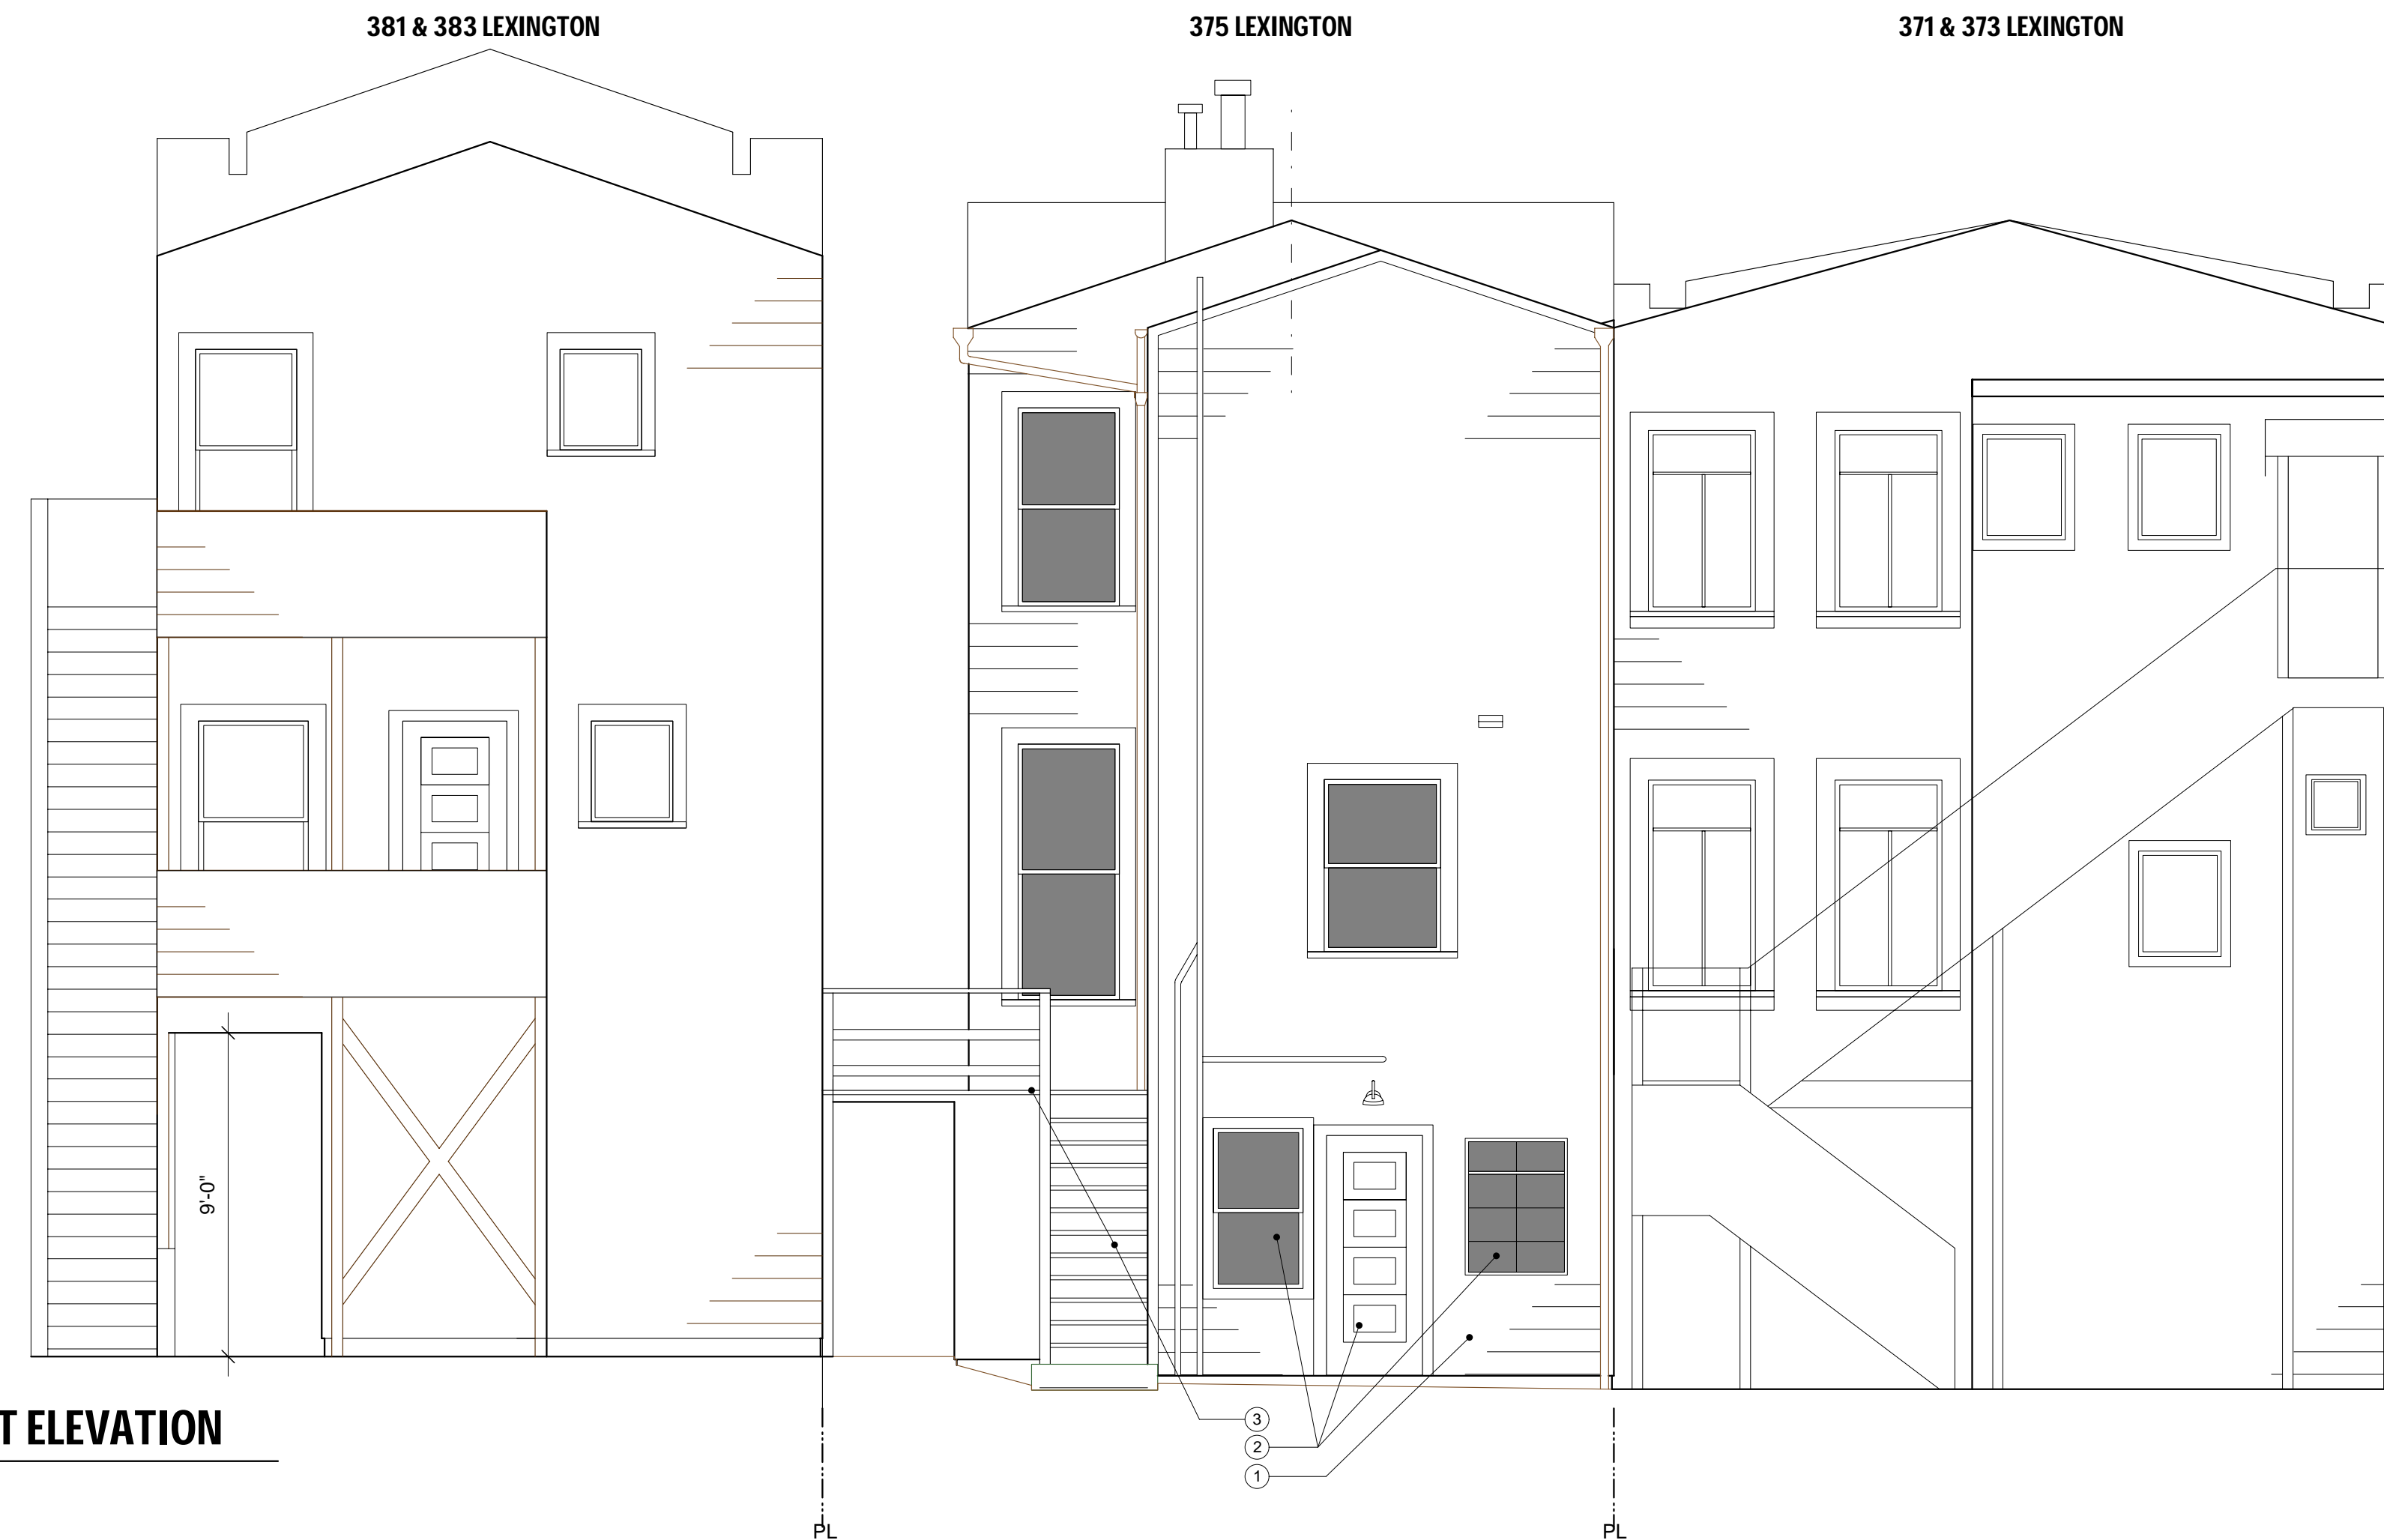 381 & 383 LEXINGTON
375 LEXINGTON
371 & 373 LEXINGTON
9'-0"
T ELEVATION
3
2
1
PL
PL